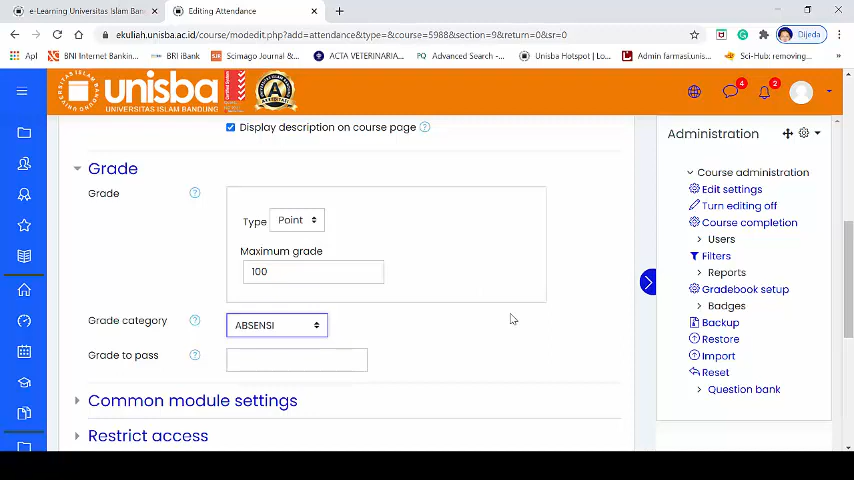 e-Learning Universitas Islam Ban
Editing Attendance
ekuliah.unisba.ac.id/course/modedit.php?add=attendance&type=&course=5988&section=9&return=0&sr=0
Dijeda
Apl
BNI Internet Bankin...
BRI iBank
Scimago Journal &...
ACTA VETERINARIA...
Advanced Search -...
Unisba Hotspot | Lo...
Admin farmasi.unisb...
Sci-Hub: removing...
unisba
UNIVERSITAS ISLAM BANDUNG
4
2
Display description on course page
Grade
Grade
Type
Point
Maximum grade
100
Grade category
ABSENSI
Grade to pass
Common module settings
Restrict access
Administration
Course administration
Edit settings
Turn editing off
Course completion
Users
Filters
Reports
Gradebook setup
Badges
Backup
Restore
Import
Reset
Question bank